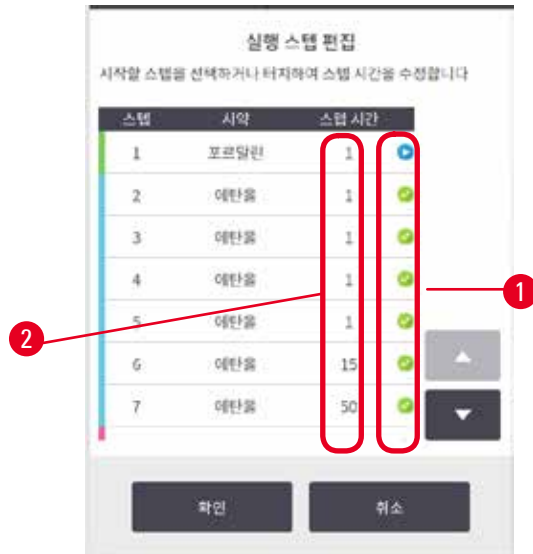 실행 스텝 편집
시작할 스텝을 선택하거나 터치하여 스텝 시간을 수정합니다
스텝 시약 스텝 시간
1 포르말린 1
2 에탄올 1
3 에탄올 1
4 에탄올 1
1
5 에탄올 1
2
6 에탄올 15
7 에탄올 50
확인 취소